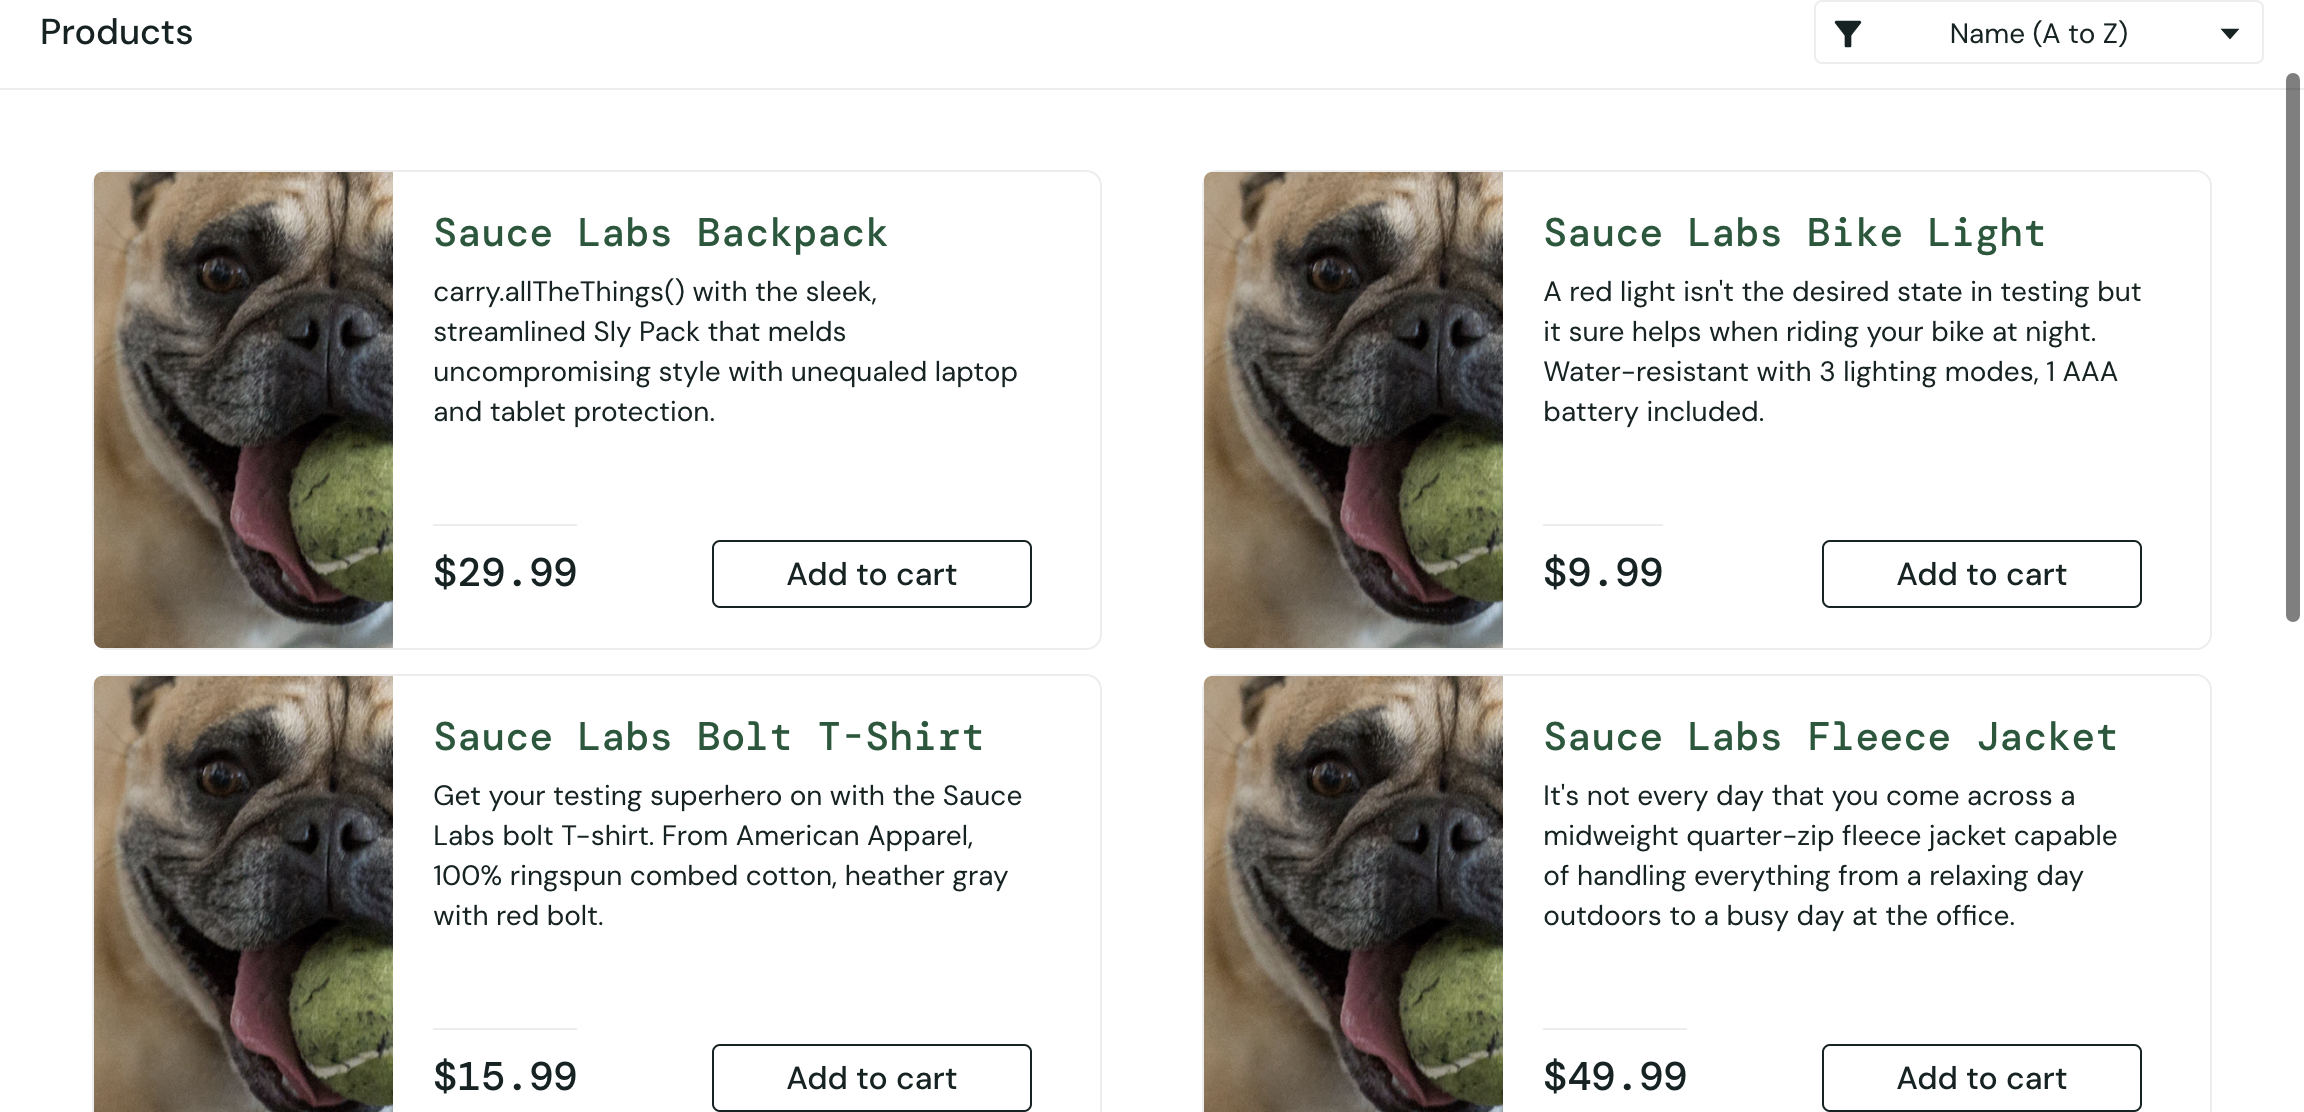 Products
Name (A to Z)
Sauce Labs Backpack
carry.allTheThings() with the sleek,
streamlined Sly Pack that melds
uncompromising style with unequaled laptop
and tablet protection.
$29.99
Add to cart
Sauce Labs Bike Light
A red light isn't the desired state in testing but
it sure helps when riding your bike at night.
Water-resistant with 3 lighting modes, 1 AAA
battery included.
$9.99
Add to cart
Sauce Labs Bolt T-Shirt
Get your testing superhero on with the Sauce
Labs bolt T-shirt. From American Apparel,
100% ringspun combed cotton, heather gray
with red bolt.
$15.99
Add to cart
Sauce Labs Fleece Jacket
It's not every day that you come across a
midweight quarter-zip fleece jacket capable
of handling everything from a relaxing day
outdoors to a busy day at the office.
$49.99
Add to cart